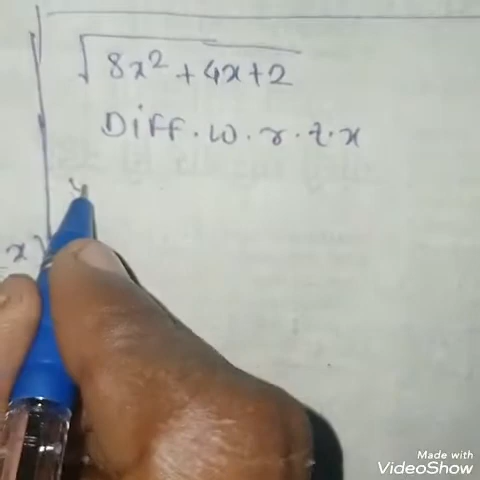 √8x² + 4x + 2
Diff. w. r. t. x
y
x
Made with
VideoShow